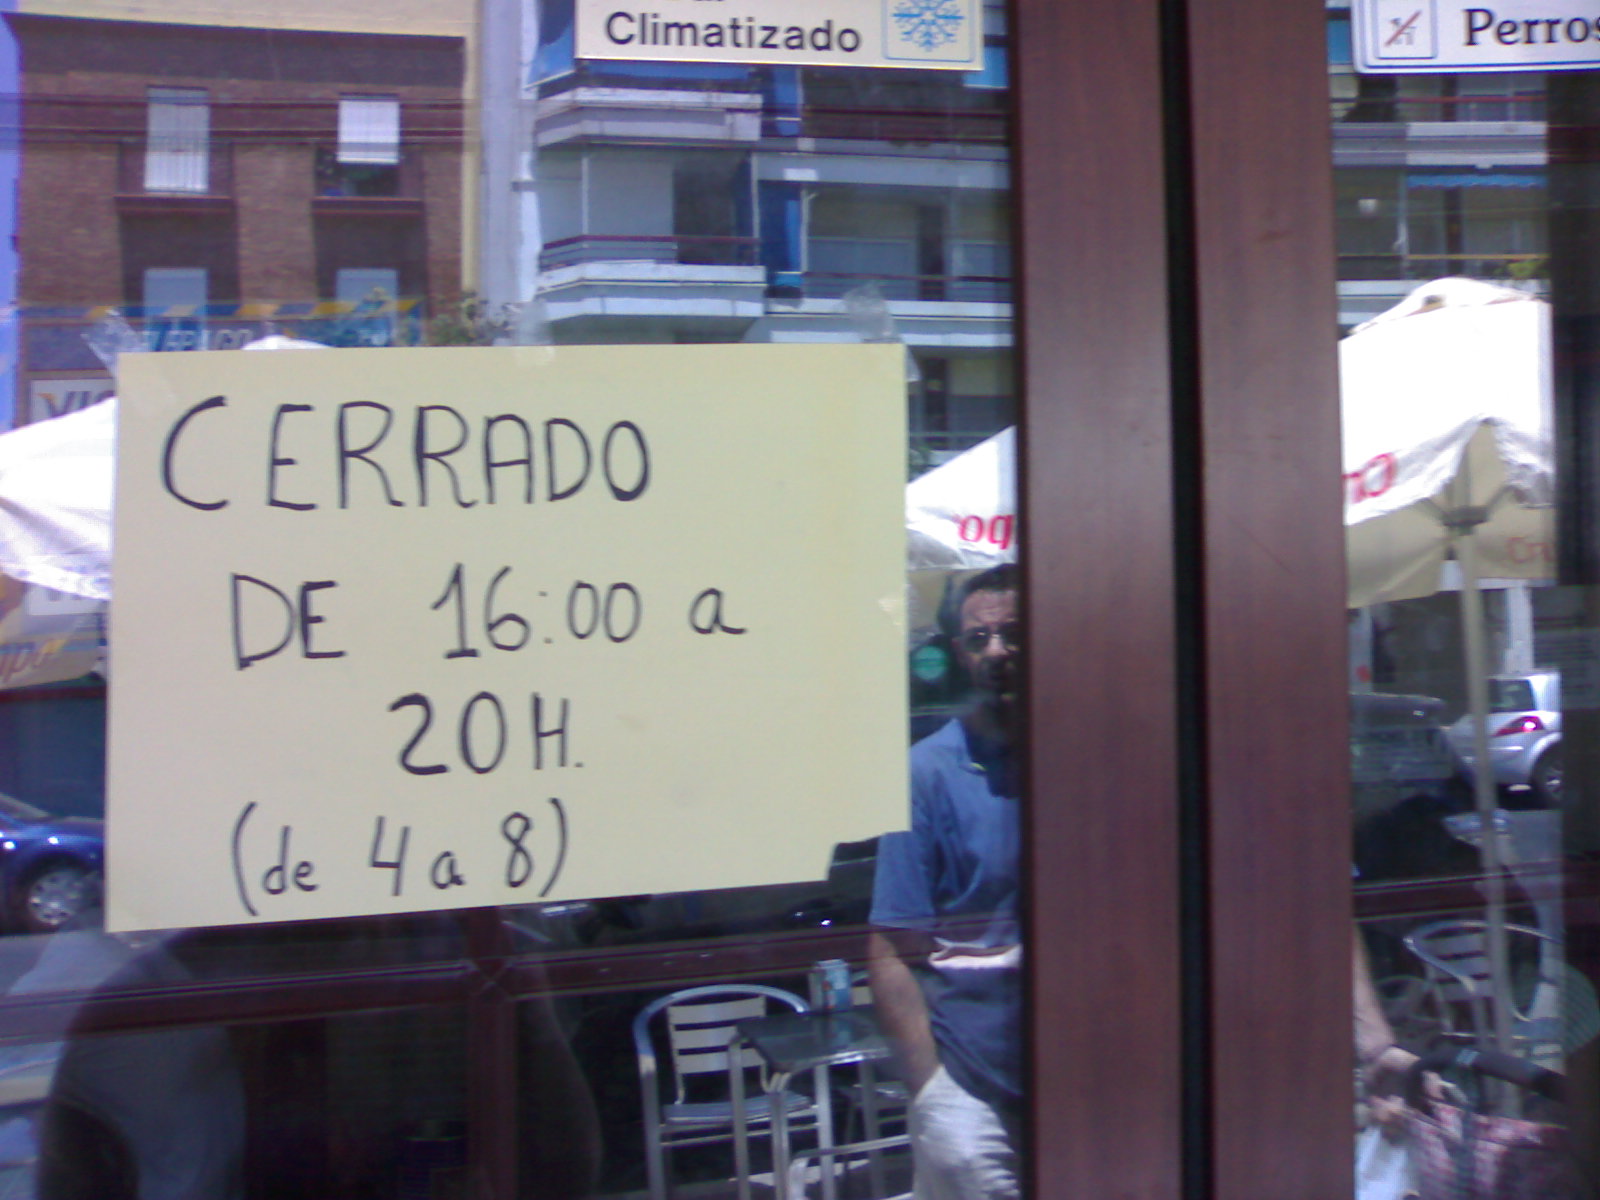 Climatizado
Perros
CERRADO
DE 16:00 a
20H.
(de 4 a 8)